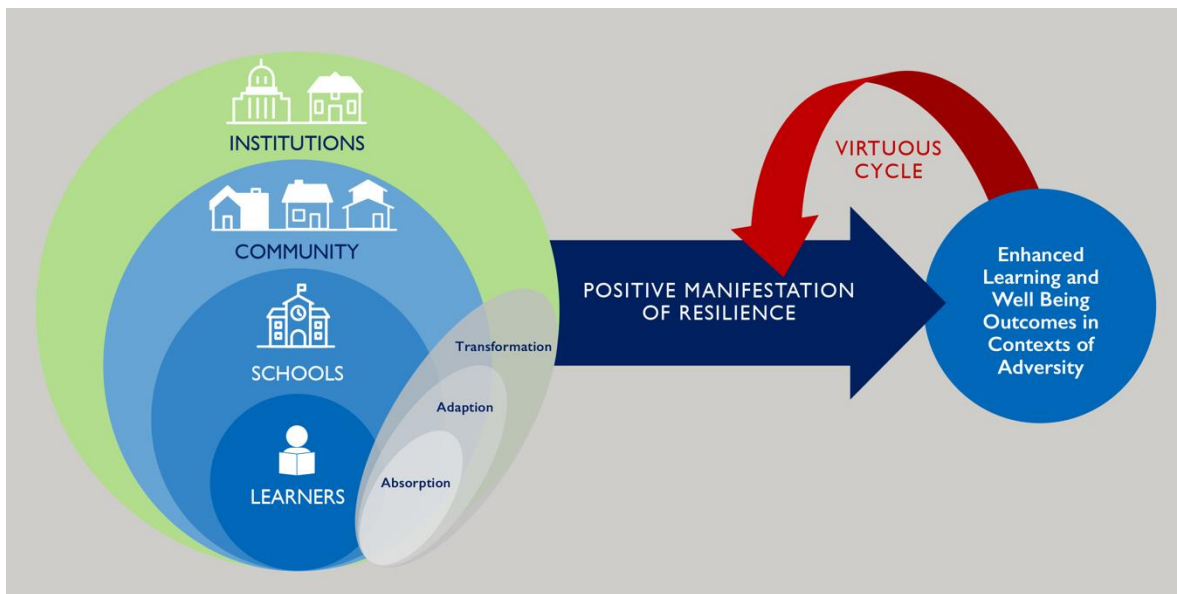 INSTITUTIONS
COMMUNITY
SCHOOLS
LEARNERS
Transformation
Adaption
Absorption
POSITIVE MANIFESTATION
OF RESILIENCE
VIRTUOUS
CYCLE
Enhanced
Learning and
Well Being
Outcomes in
Contexts of
Adversity